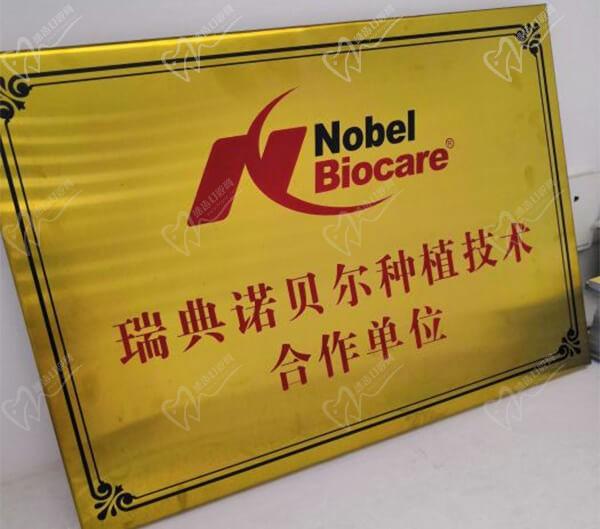 Nobel
Biocare®
瑞典诺贝尔种植技术
合作单位